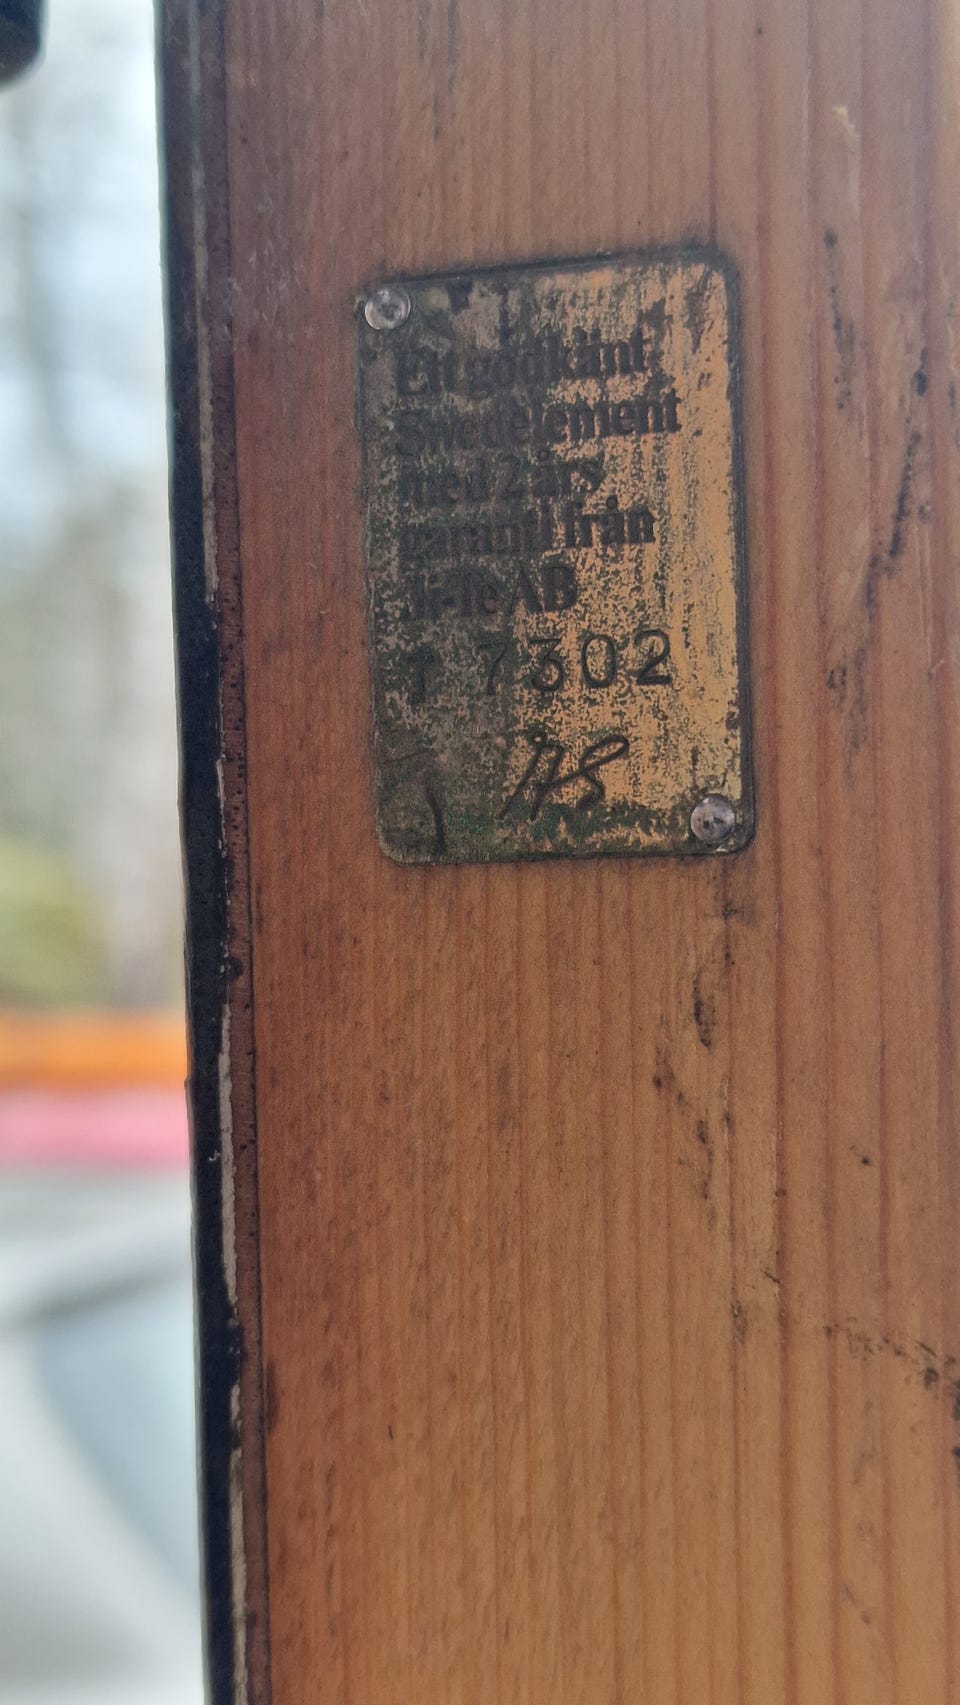 Ett godkänt
Swedelement
med 2 års
garanti från
AB
T 7302